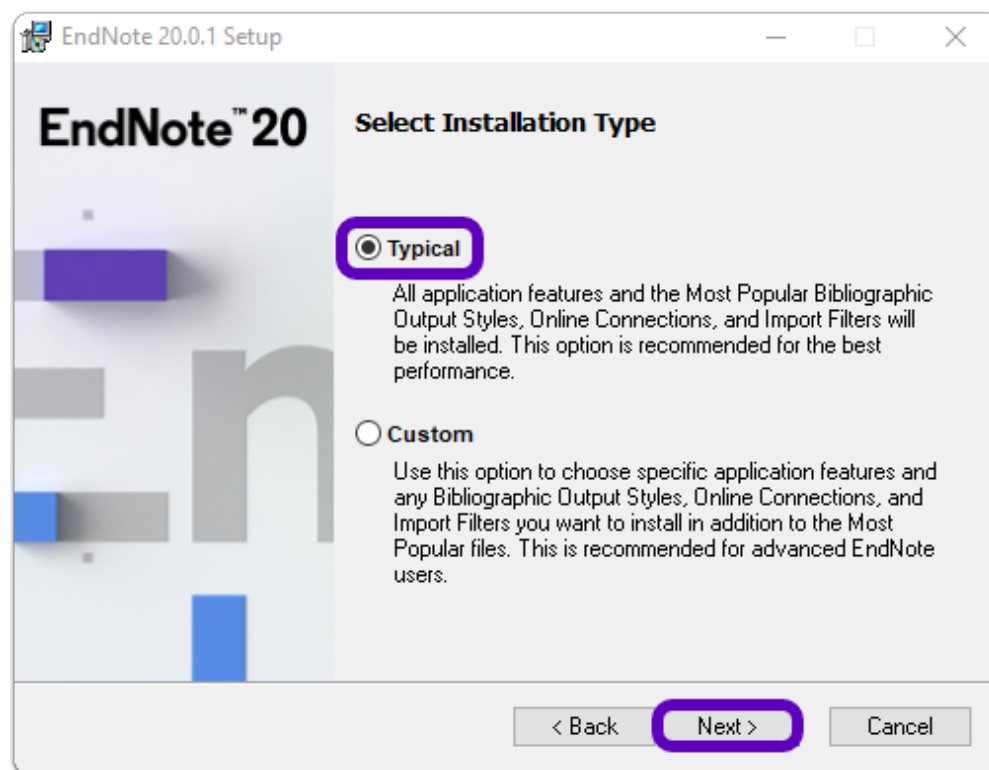 EndNote 20.0.1 Setup
EndNote™20
Select Installation Type
Typical
All application features and the Most Popular Bibliographic
Output Styles, Online Connections, and Import Filters will
be installed. This option is recommended for the best
performance.
Custom
Use this option to choose specific application features and
any Bibliographic Output Styles, Online Connections, and
Import Filters you want to install in addition to the Most
Popular files. This is recommended for advanced EndNote
users.
En
< Back Next > Cancel